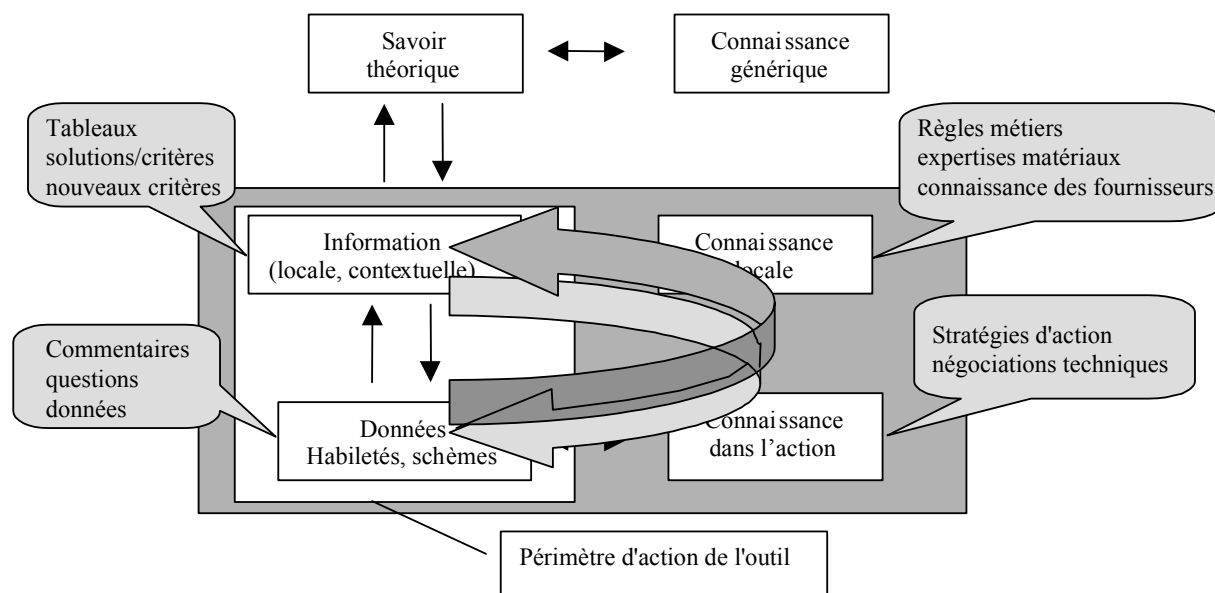 Savoir
théorique
Connaissance
générique
Tableaux
solutions/critères
nouveaux critères
Règles métiers
expertises matériaux
connaissance des fournisseurs
Information
(locale, contextuelle)
Connaissance
locale
Commentaires
questions
données
Stratégies d'action
négociations techniques
Données
Habiletés, schèmes
Connaissance
dans l’action
Périmètre d'action de l'outil